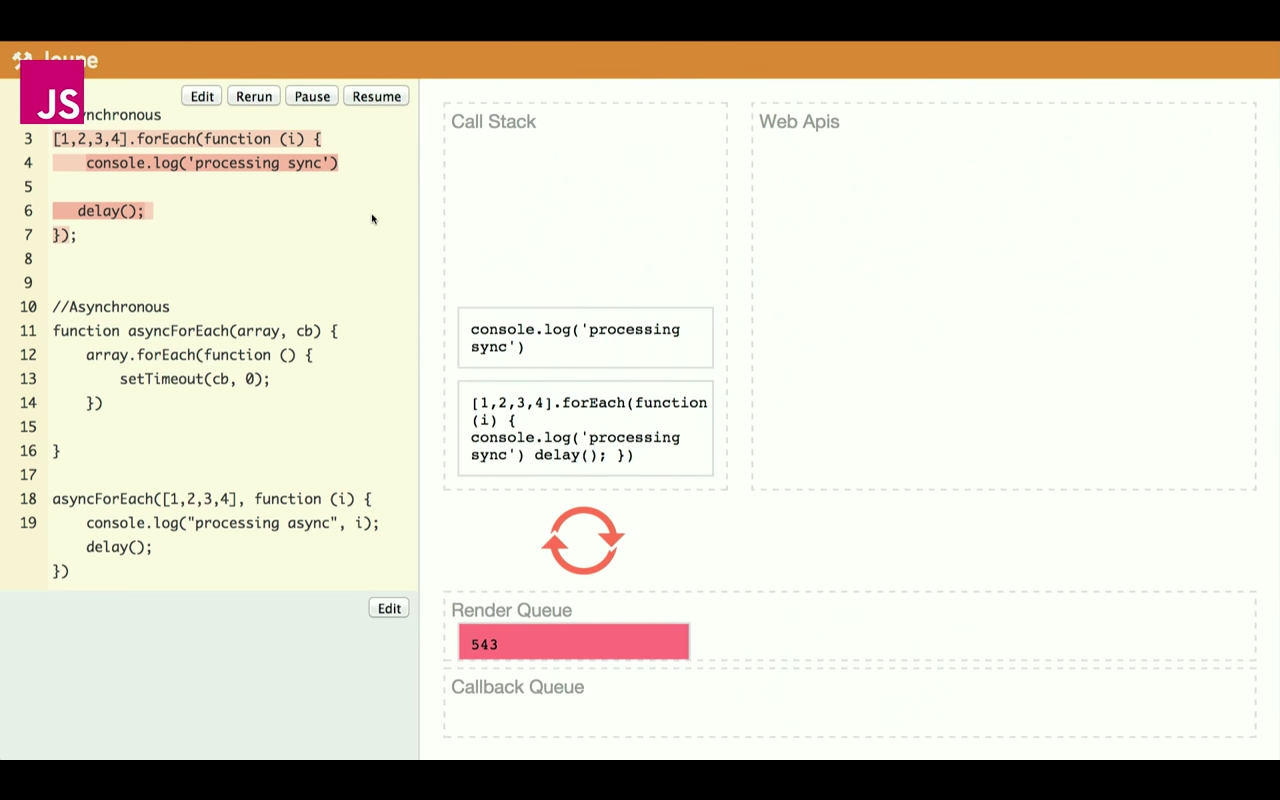 JS
Edit
Rerun
Pause
Resume
3 [1,2,3,4].forEach(function (i) {
4 console.log('processing sync')
5
6 delay();
7 });
8
9
10 //Asynchronous
11 function asyncForEach(array, cb) {
12 array.forEach(function () {
13 setTimeout(cb, 0);
14 })
15
16 }
17
18 asyncForEach([1,2,3,4], function (i) {
19 console.log("processing async", i);
delay();
})
Edit
Call Stack
console.log('processing
sync')
[1,2,3,4].forEach(function
(i) {
console.log('processing
sync') delay(); })
Web Apis
Render Queue
543
Callback Queue